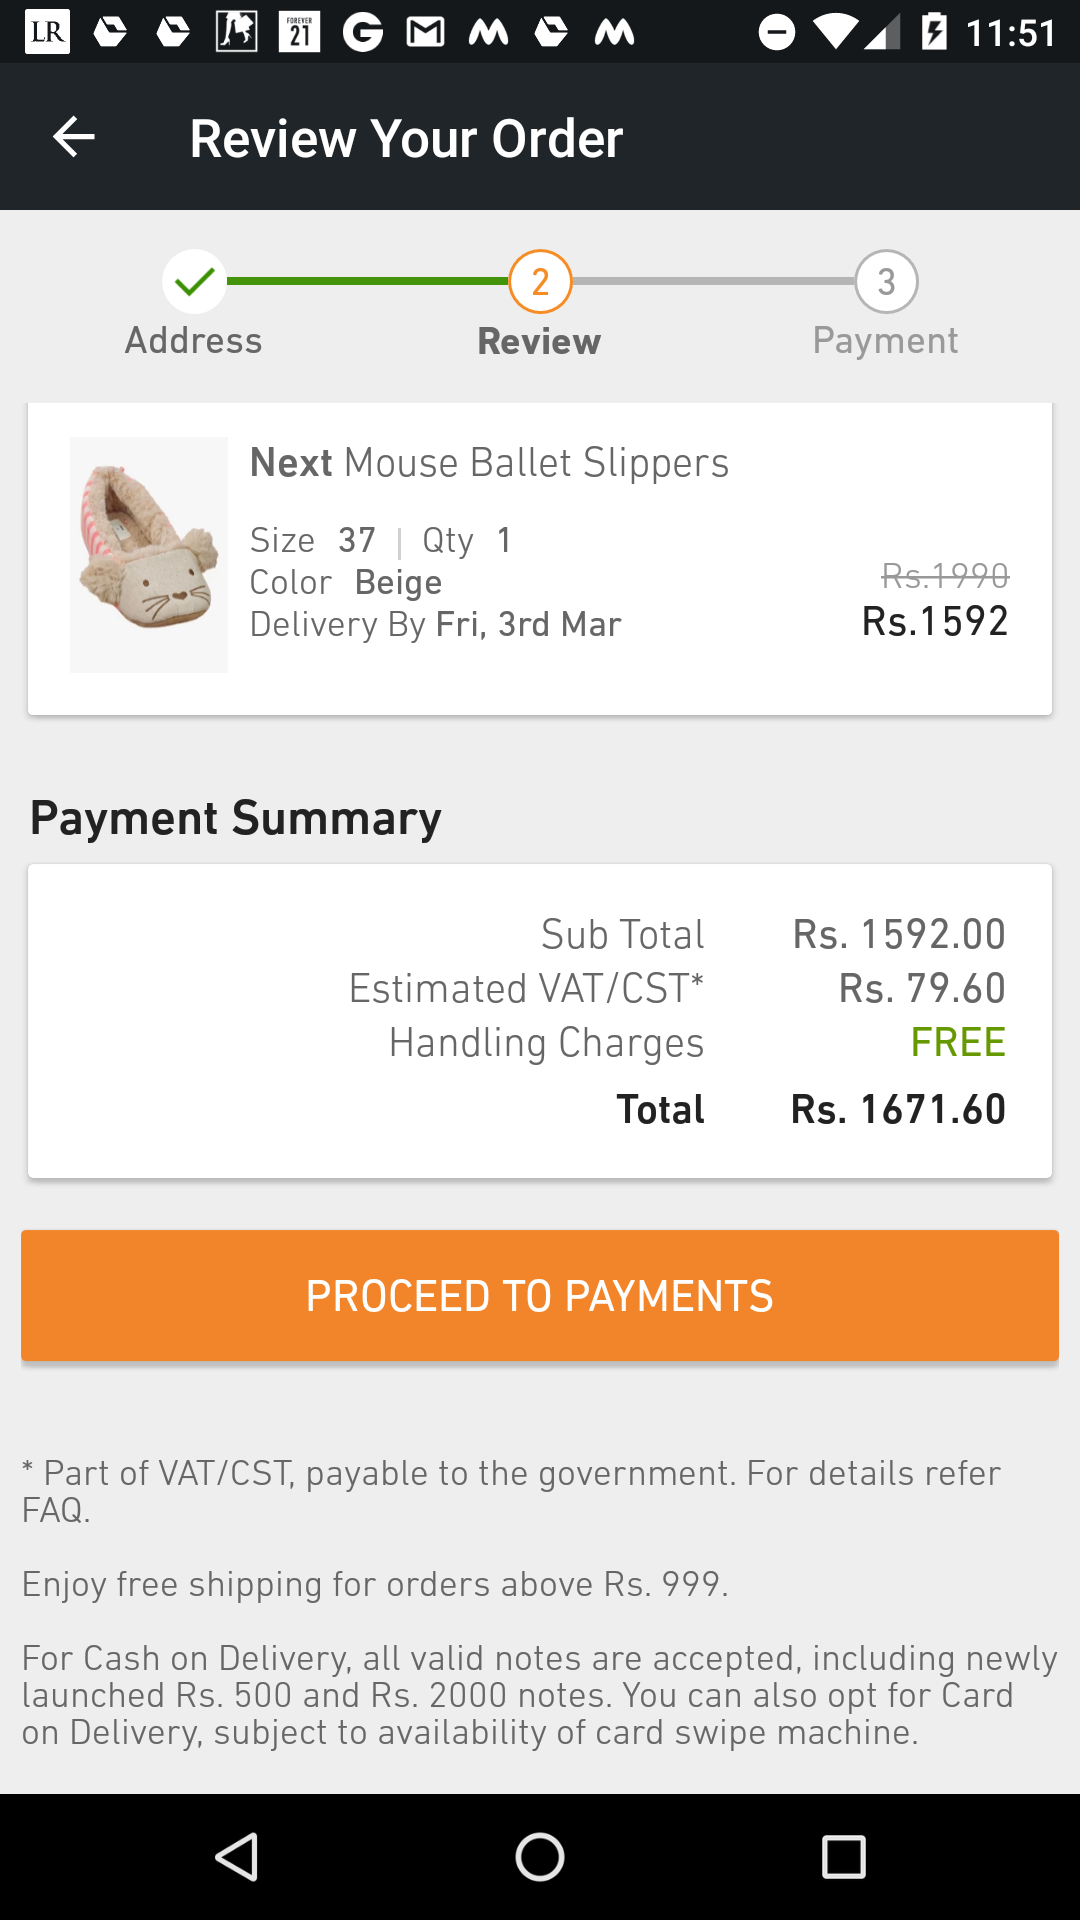 LR FOREVER 21 G M 11:51
Review Your Order
2 3
Address Review Payment
Next Mouse Ballet Slippers
Size 37 | Qty 1
Color Beige Rs.1990
Delivery By Fri, 3rd Mar Rs.1592
Payment Summary
Sub Total Rs. 1592.00
Estimated VAT/CST* Rs. 79.60
Handling Charges FREE
Total Rs. 1671.60
PROCEED TO PAYMENTS
* Part of VAT/CST, payable to the government. For details refer
FAQ.
Enjoy free shipping for orders above Rs. 999.
For Cash on Delivery, all valid notes are accepted, including newly
launched Rs. 500 and Rs. 2000 notes. You can also opt for Card
on Delivery, subject to availability of card swipe machine.